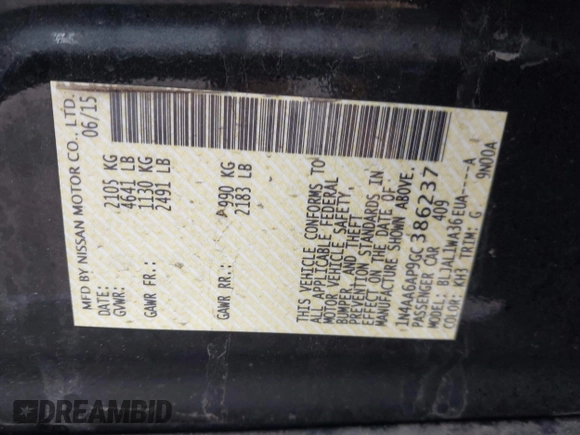 MFD BY NISSAN MOTOR CO., LTD.
DATE: 06/15
GVWR: 2105 KG
4641 LB
GAWR FR: 1130 KG
2491 LB
GAWR RR: 990 KG
2183 LB
THIS VEHICLE CONFORMS TO
ALL APPLICABLE FEDERAL
MOTOR VEHICLE SAFETY,
BUMPER, AND THEFT
PREVENTION STANDARDS IN
EFFECT ON THE DATE OF
MANUFACTURE SHOWN ABOVE.
1N4AA6AP9GC386237
PASSENGER CAR 409
MODEL: BLJALLWA36EUA----A
COLOR: KH3 TRIM: G 9N00A
DREAMBID